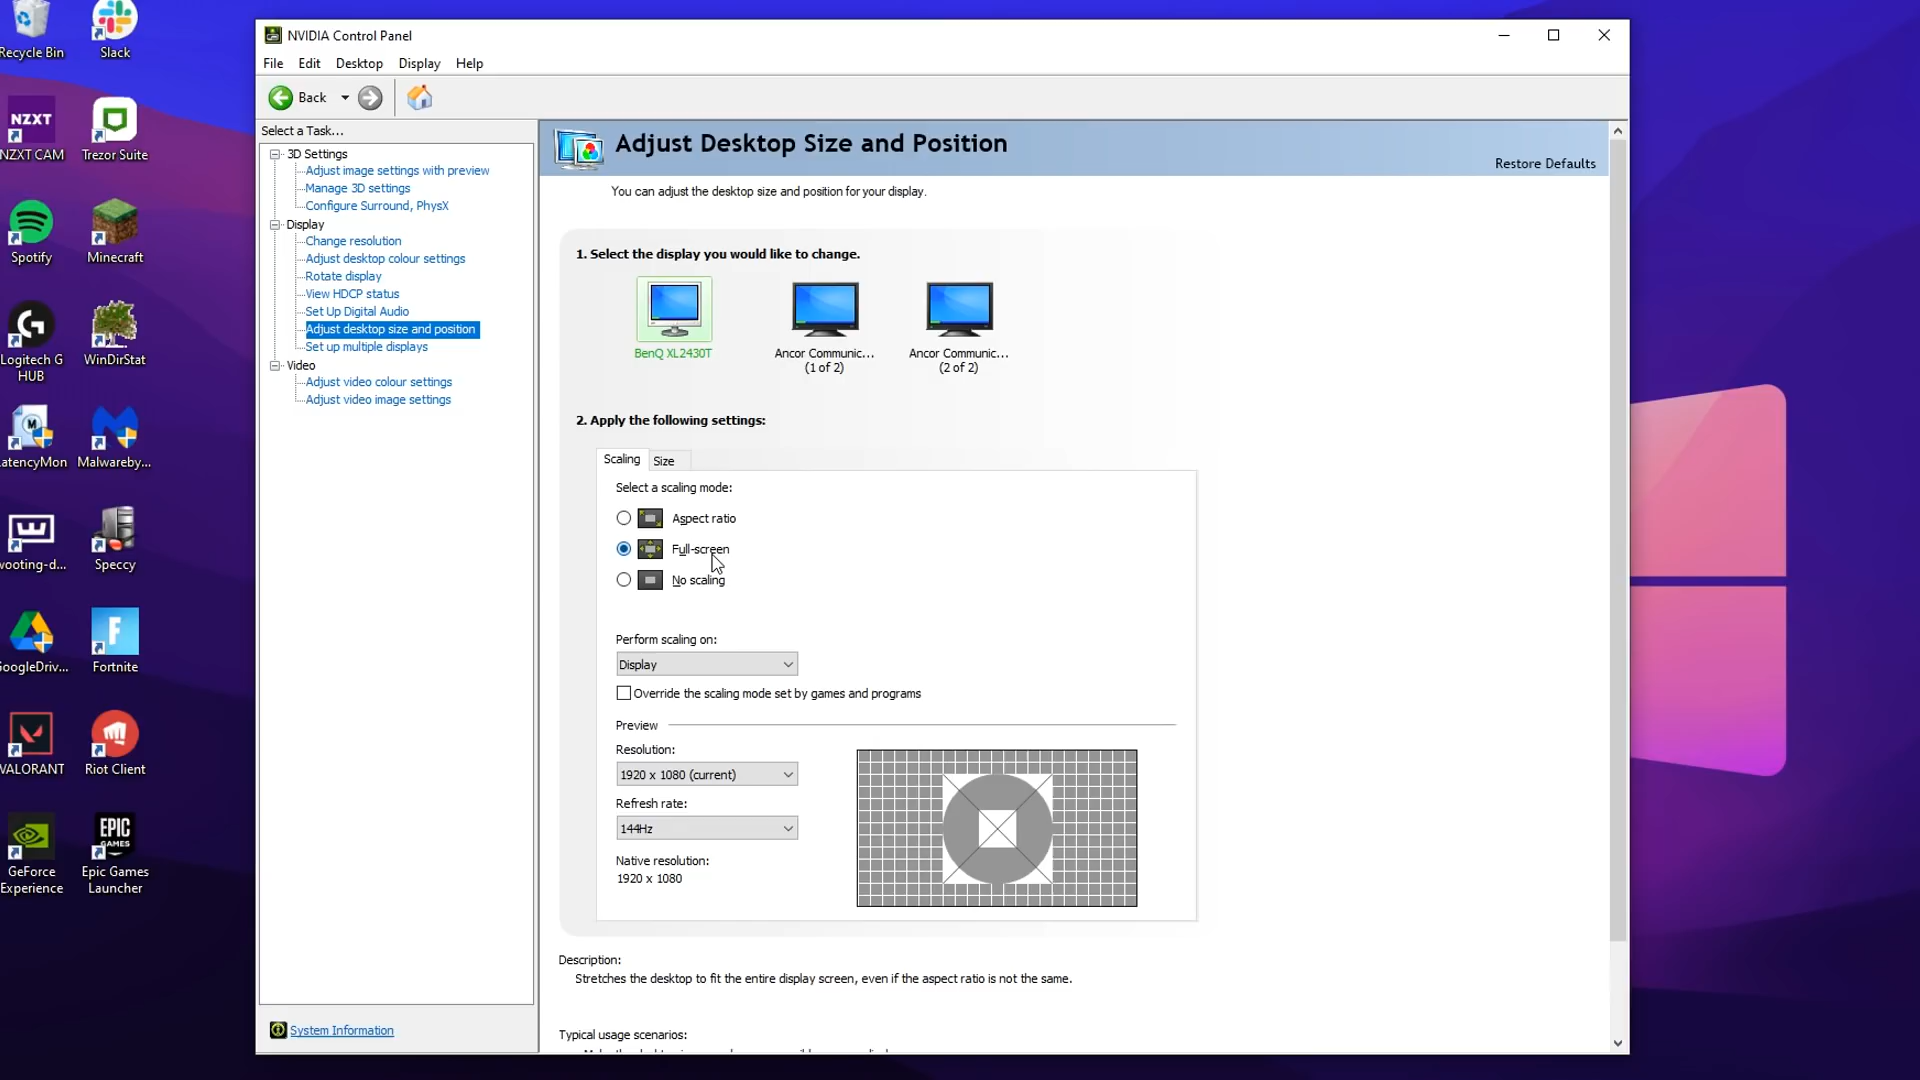 Recycle Bin
Slack
NZXT
NZXT CAM
Trezor Suite
Spotify
Minecraft
Logitech G
HUB
WinDirStat
LatencyMon
Malwareby...
wooting-d...
Speccy
GoogleDriv...
Fortnite
VALORANT
Riot Client
EPIC
GAMES
GeForce
Experience
Epic Games
Launcher
NVIDIA Control Panel
File
Edit
Desktop
Display
Help
Back
Select a Task...
3D Settings
Adjust image settings with preview
Manage 3D settings
Configure Surround, PhysX
Display
Change resolution
Adjust desktop colour settings
Rotate display
View HDCP status
Set Up Digital Audio
Adjust desktop size and position
Set up multiple displays
Video
Adjust video colour settings
Adjust video image settings
System Information
Adjust Desktop Size and Position
Restore Defaults
You can adjust the desktop size and position for your display.
1. Select the display you would like to change.
BenQ XL2430T
Ancor Communic...
(1 of 2)
Ancor Communic...
(2 of 2)
2. Apply the following settings:
Scaling
Size
Select a scaling mode:
Aspect ratio
Full-screen
No scaling
Perform scaling on:
Display
Override the scaling mode set by games and programs
Preview
Resolution:
1920 x 1080 (current)
Refresh rate:
144Hz
Native resolution:
1920 x 1080
Description:
Stretches the desktop to fit the entire display screen, even if the aspect ratio is not the same.
Typical usage scenarios: